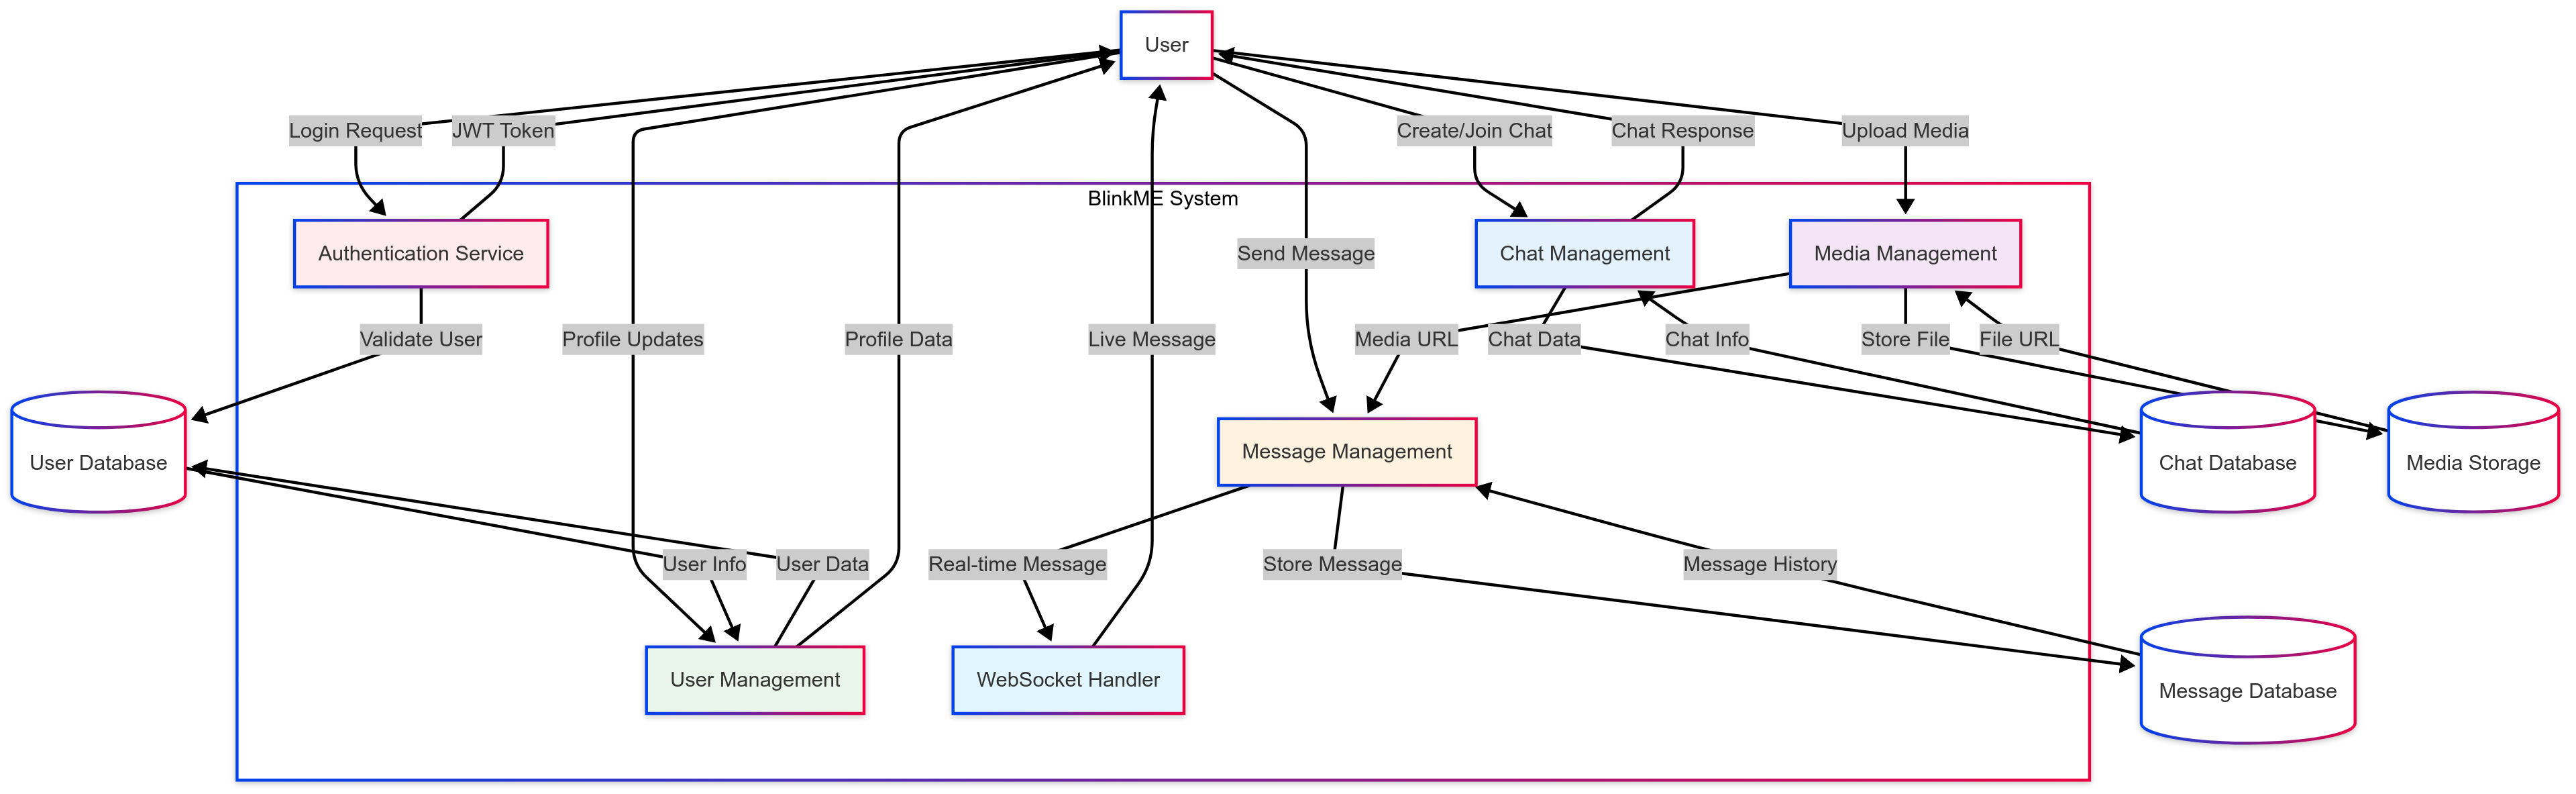 User
Login Request
JWT Token
Create/Join Chat
Chat Response
Upload Media
BlinkME System
Authentication Service
Send Message
Chat Management
Media Management
Validate User
Profile Updates
Profile Data
Live Message
Media URL
Chat Data
Chat Info
Store File
File URL
User Database
Message Management
Chat Database
Media Storage
User Info
User Data
Real-time Message
Store Message
Message History
User Management
WebSocket Handler
Message Database